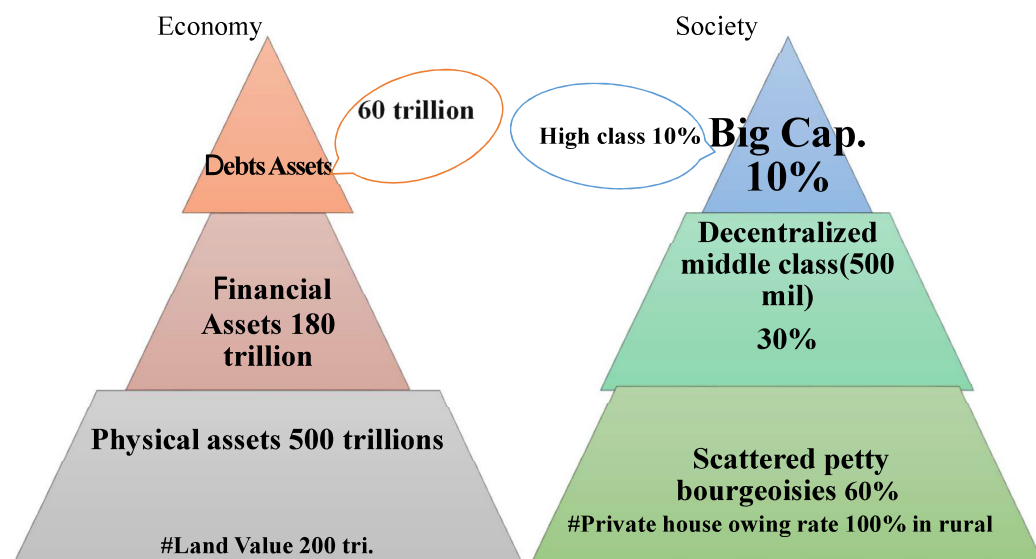 Economy
60 trillion
Debts Assets
Financial
Assets 180
trillion
Physical assets 500 trillions
#Land Value 200 tri.
Society
High class 10%
Big Cap.
10%
Decentralized
middle class(500
mil)
30%
Scattered petty
bourgeoisies 60%
#Private house owing rate 100% in rural